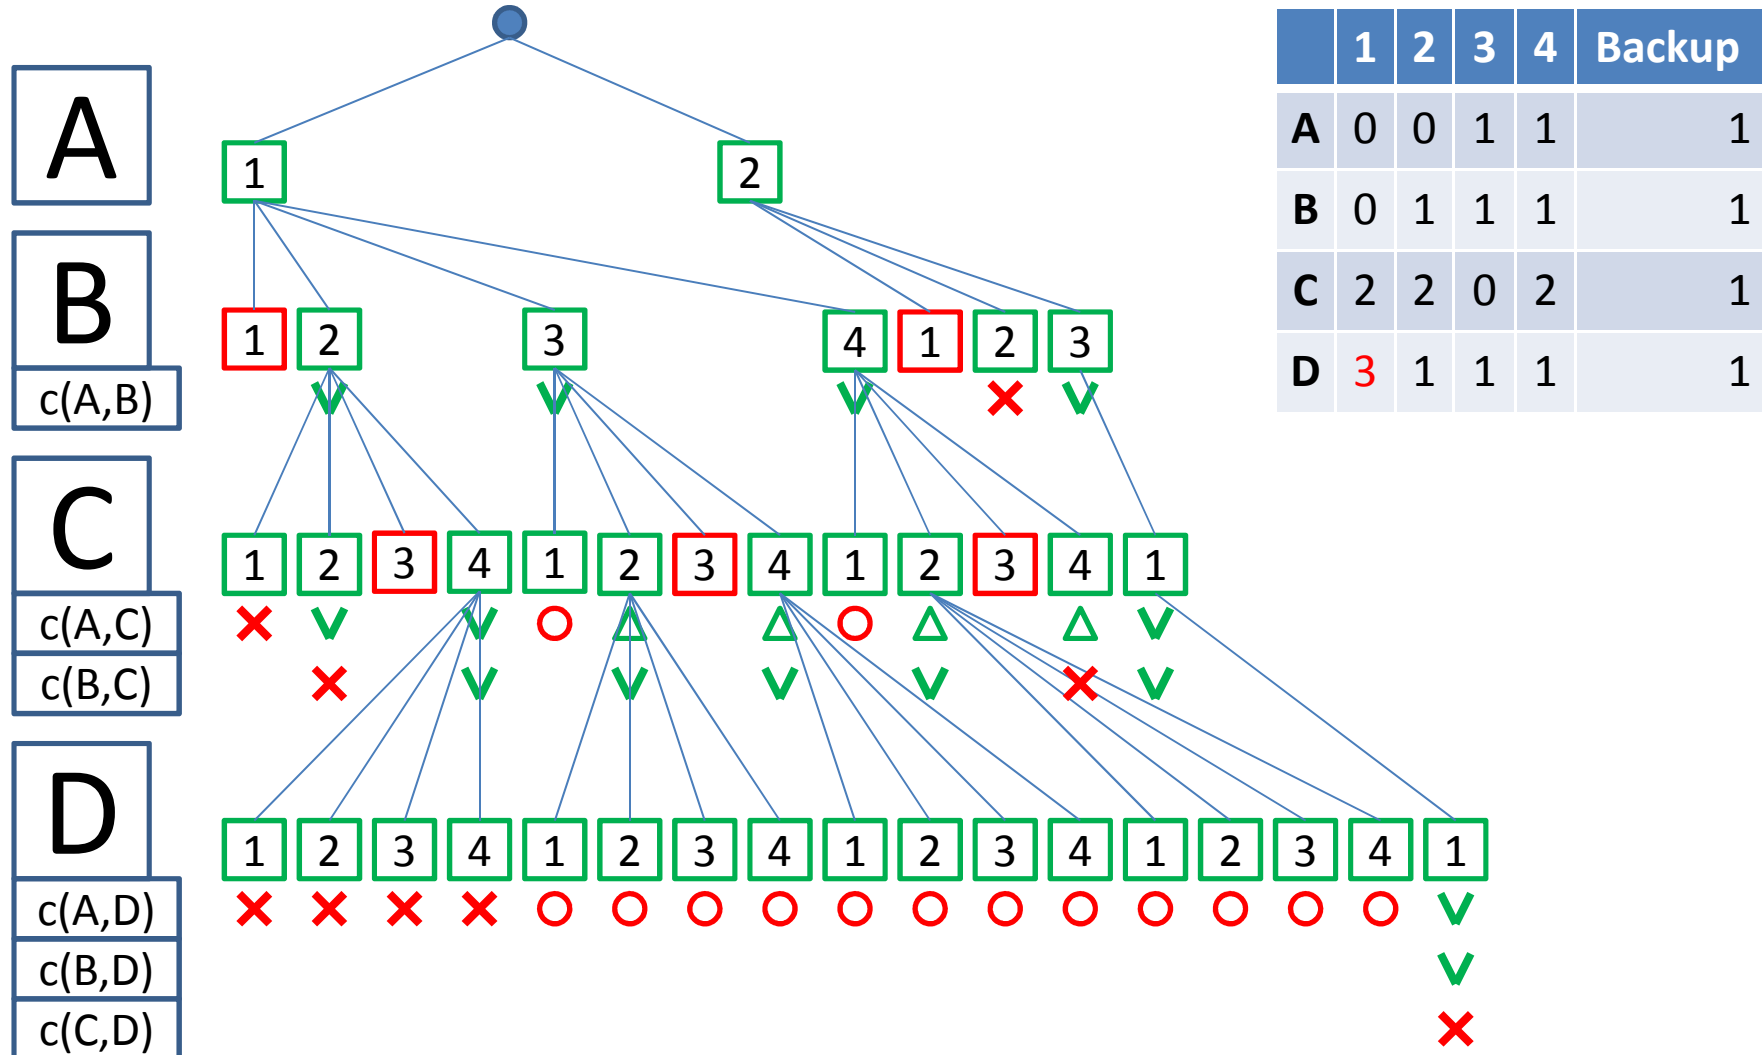 1 2 3 4 Backup
A 0 0 1 1 1
B 0 1 1 1 1
C 2 2 0 2 1
D 3 1 1 1 1
A
1 2
B
1 2 3 4 1 2 3
c(A,B)
C
1 2 3 4 1 2 3 4 1 2 3 4 1
c(A,C)
c(B,C)
D
1 2 3 4 1 2 3 4 1 2 3 4 1 2 3 4 1
c(A,D)
c(B,D)
c(C,D)